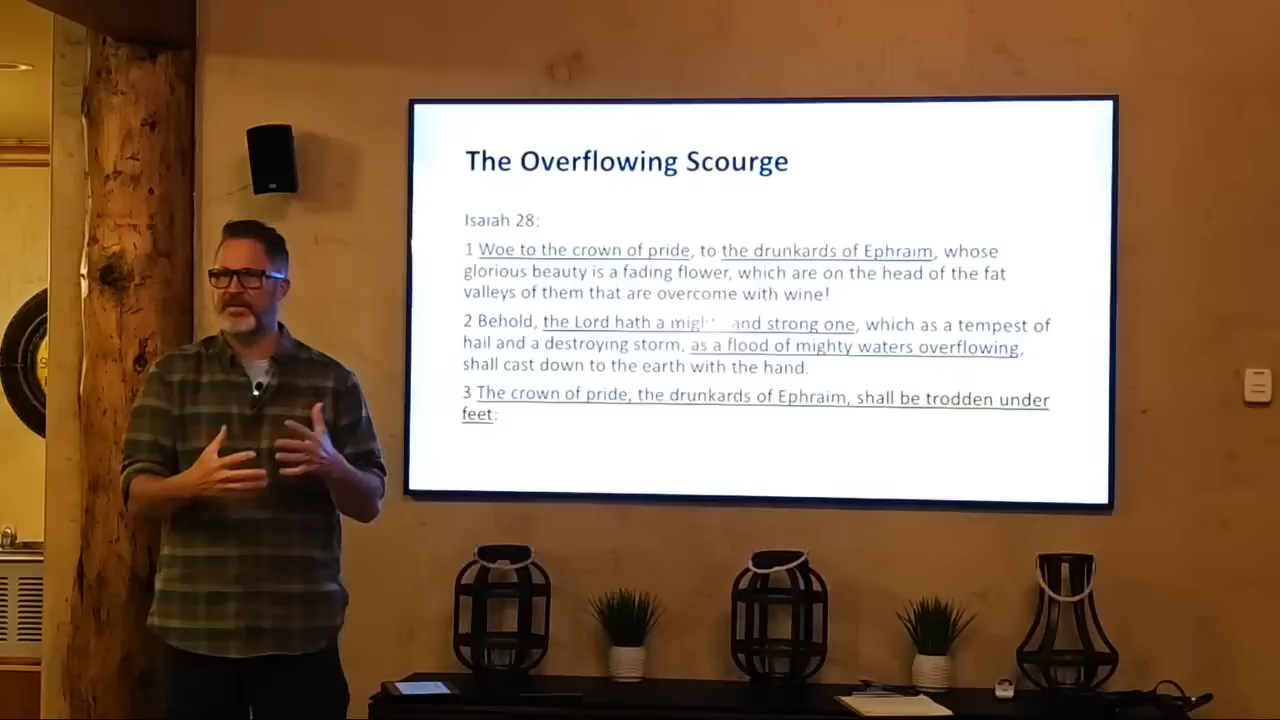 The Overflowing Scourge
Isaiah 28:
1 Woe to the crown of pride, to the drunkards of Ephraim, whose
glorious beauty is a fading flower, which are on the head of the fat
valleys of them that are overcome with wine!
2 Behold, the Lord hath a and strong one, which as a tempest of
hail and a destroying storm, as a flood of mighty waters overflowing,
shall cast down to the earth with the hand.
3 The crown of pride, the drunkards of Ephraim, shall be trodden under
feet: